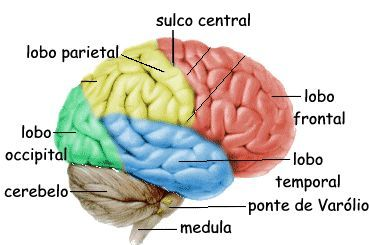 sulco central
lobo parietal
lobo
frontal
lobo
occipital
lobo
temporal
cerebelo
ponte de Varólio
medula